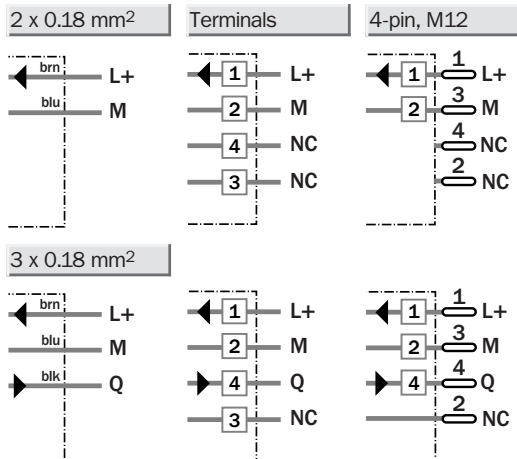 2 x 0.18 mm²
brn L+
blu M
Terminals
1 L+
2 M
4 NC
3 NC
4-pin, M12
1 1 L+
2 3 M
4 NC
2 NC
3 x 0.18 mm²
brn L+
blu M
blk Q
1 L+
2 M
4 Q
3 NC
1 1 L+
2 3 M
4 4 Q
2 NC